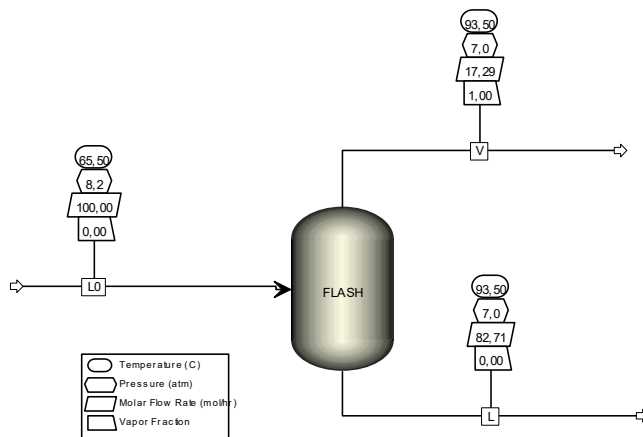 93,50
7,0
17,29
1,00
V
65,50
8,2
100,00
0,00
L0
FLASH
93,50
7,0
82,71
0,00
L
Temperature (C)
Pressure (atm)
Molar Flow Rate (mol/hr)
Vapor Fraction